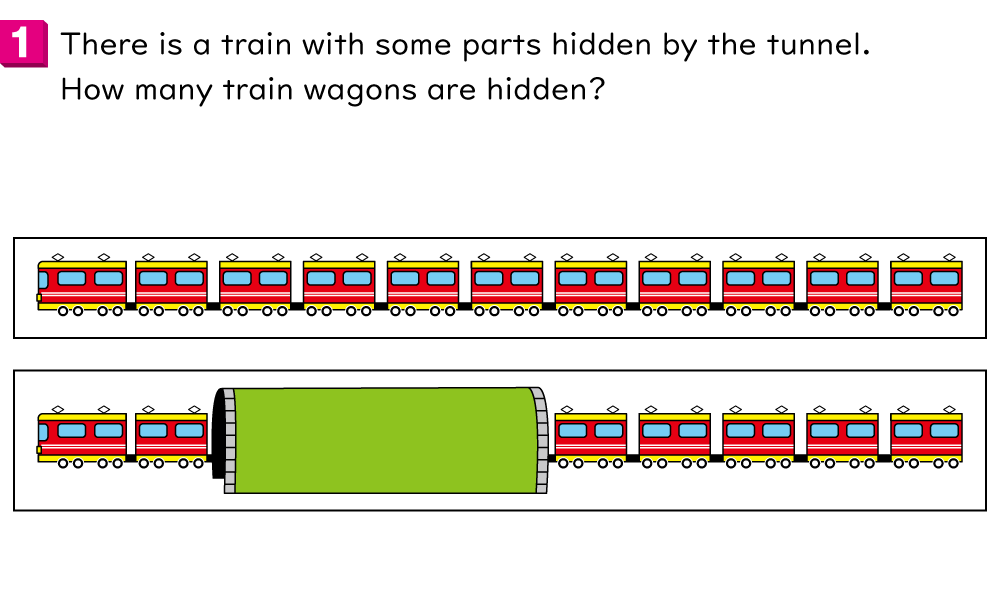 1
There is a train with some parts hidden by the tunnel.
How many train wagons are hidden?